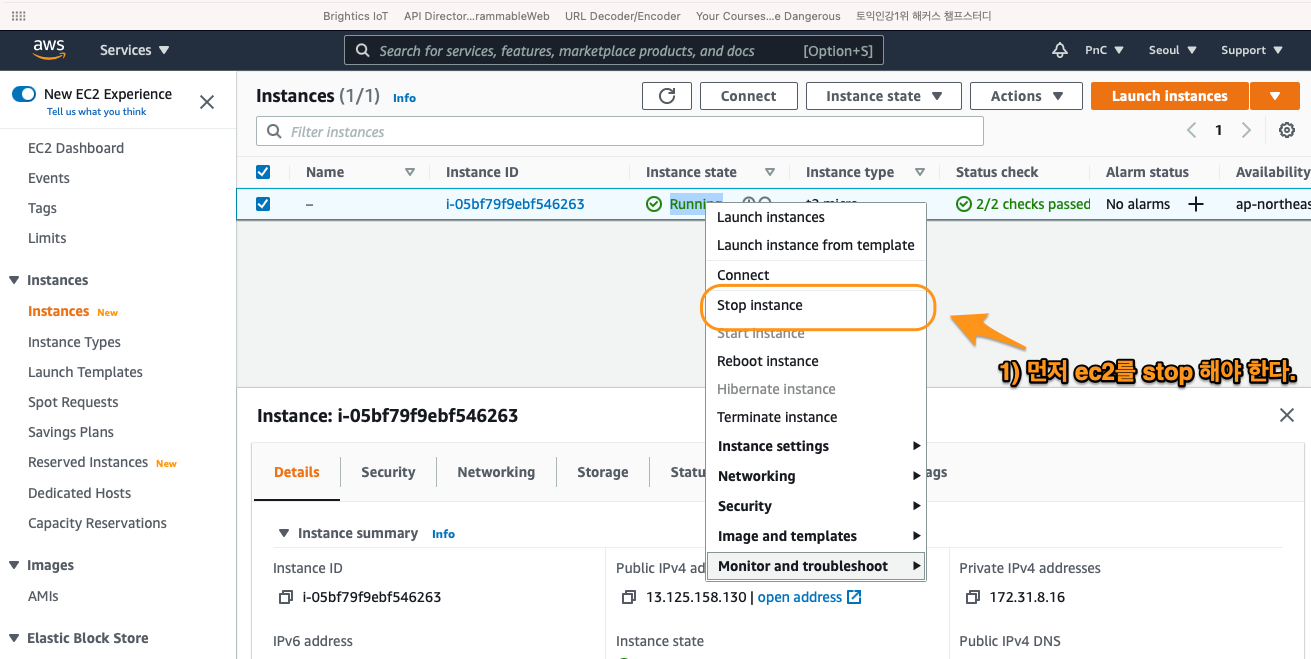 Brightics IoT API Director...rammableWeb URL Decoder/Encoder Your Courses...e Dangerous 토익인강1위 해커스 챔프스터디
aws Services Search for services, features, marketplace products, and docs [Option+S] PnC Seoul Support
New EC2 Experience
Tell us what you think
EC2 Dashboard
Events
Tags
Limits
Instances
Instances New
Instance Types
Launch Templates
Spot Requests
Savings Plans
Reserved Instances New
Dedicated Hosts
Capacity Reservations
Images
AMIs
Elastic Block Store
Instances (1/1) Info Connect Instance state Actions Launch instances
Filter instances 1
Name Instance ID Instance state Instance type Status check Alarm status Availability
– i-05bf79f9ebf546263 Running t2.micro 2/2 checks passed No alarms + ap-northeas
Launch instances
Launch instance from template
Connect
Stop instance
Start instance
Reboot instance
Hibernate instance
Terminate instance
Instance settings
Networking
Security
Image and templates
Monitor and troubleshoot
1) 먼저 ec2를 stop 해야 한다.
Instance: i-05bf79f9ebf546263
Details Security Networking Storage Statu ags
Instance summary Info
Instance ID Public IPv4 ad Private IPv4 addresses
i-05bf79f9ebf546263 13.125.158.130 | open address 172.31.8.16
IPv6 address Instance state Public IPv4 DNS